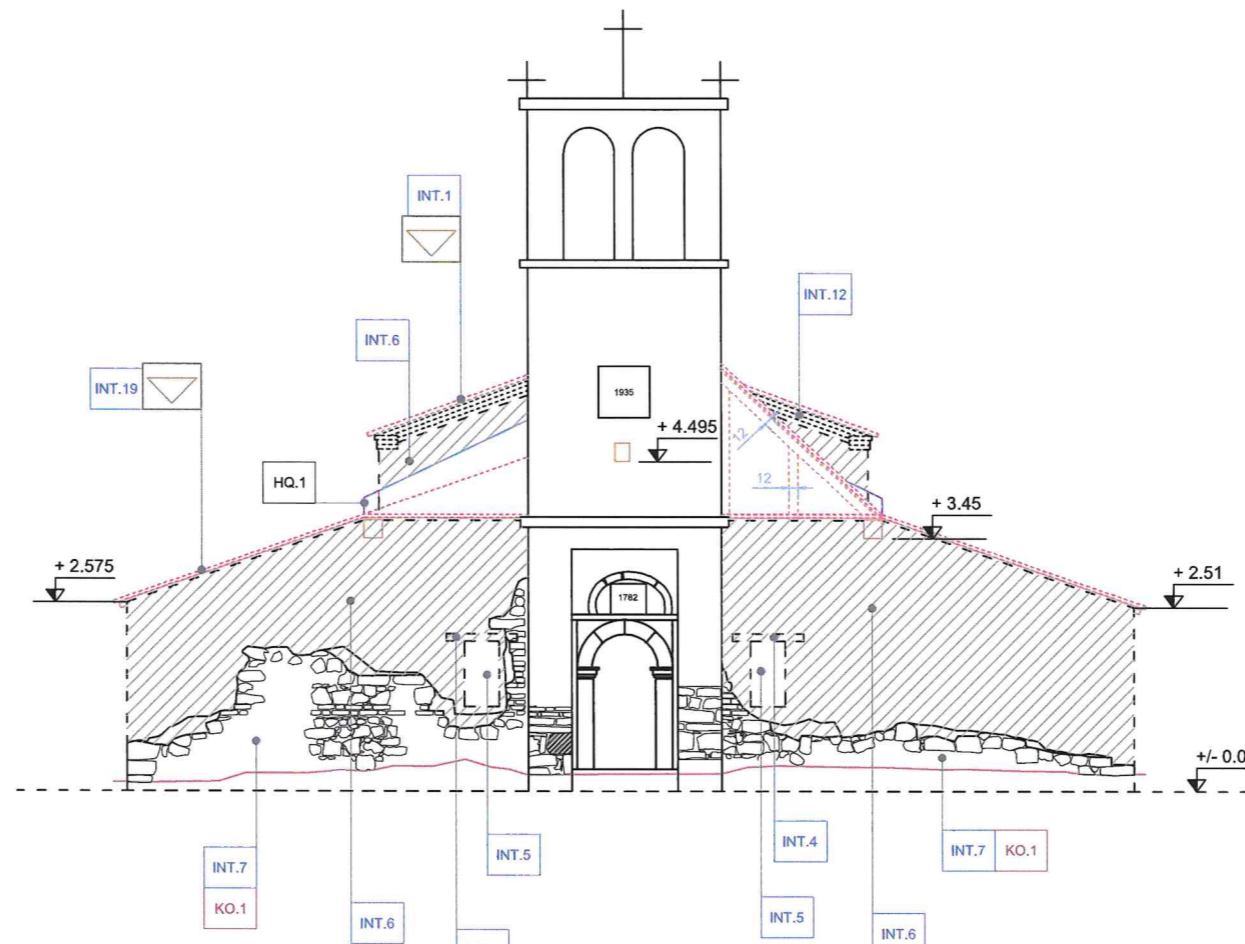 INT.1
INT.12
INT.6
INT.19
1935
+ 4.495
12
12
HQ.1
+ 3.45
+ 2.575
+ 2.51
1782
+/- 0.0
INT.7
KO.1
INT.5
INT.4
INT.7 KO.1
INT.6
INT.5
INT.6